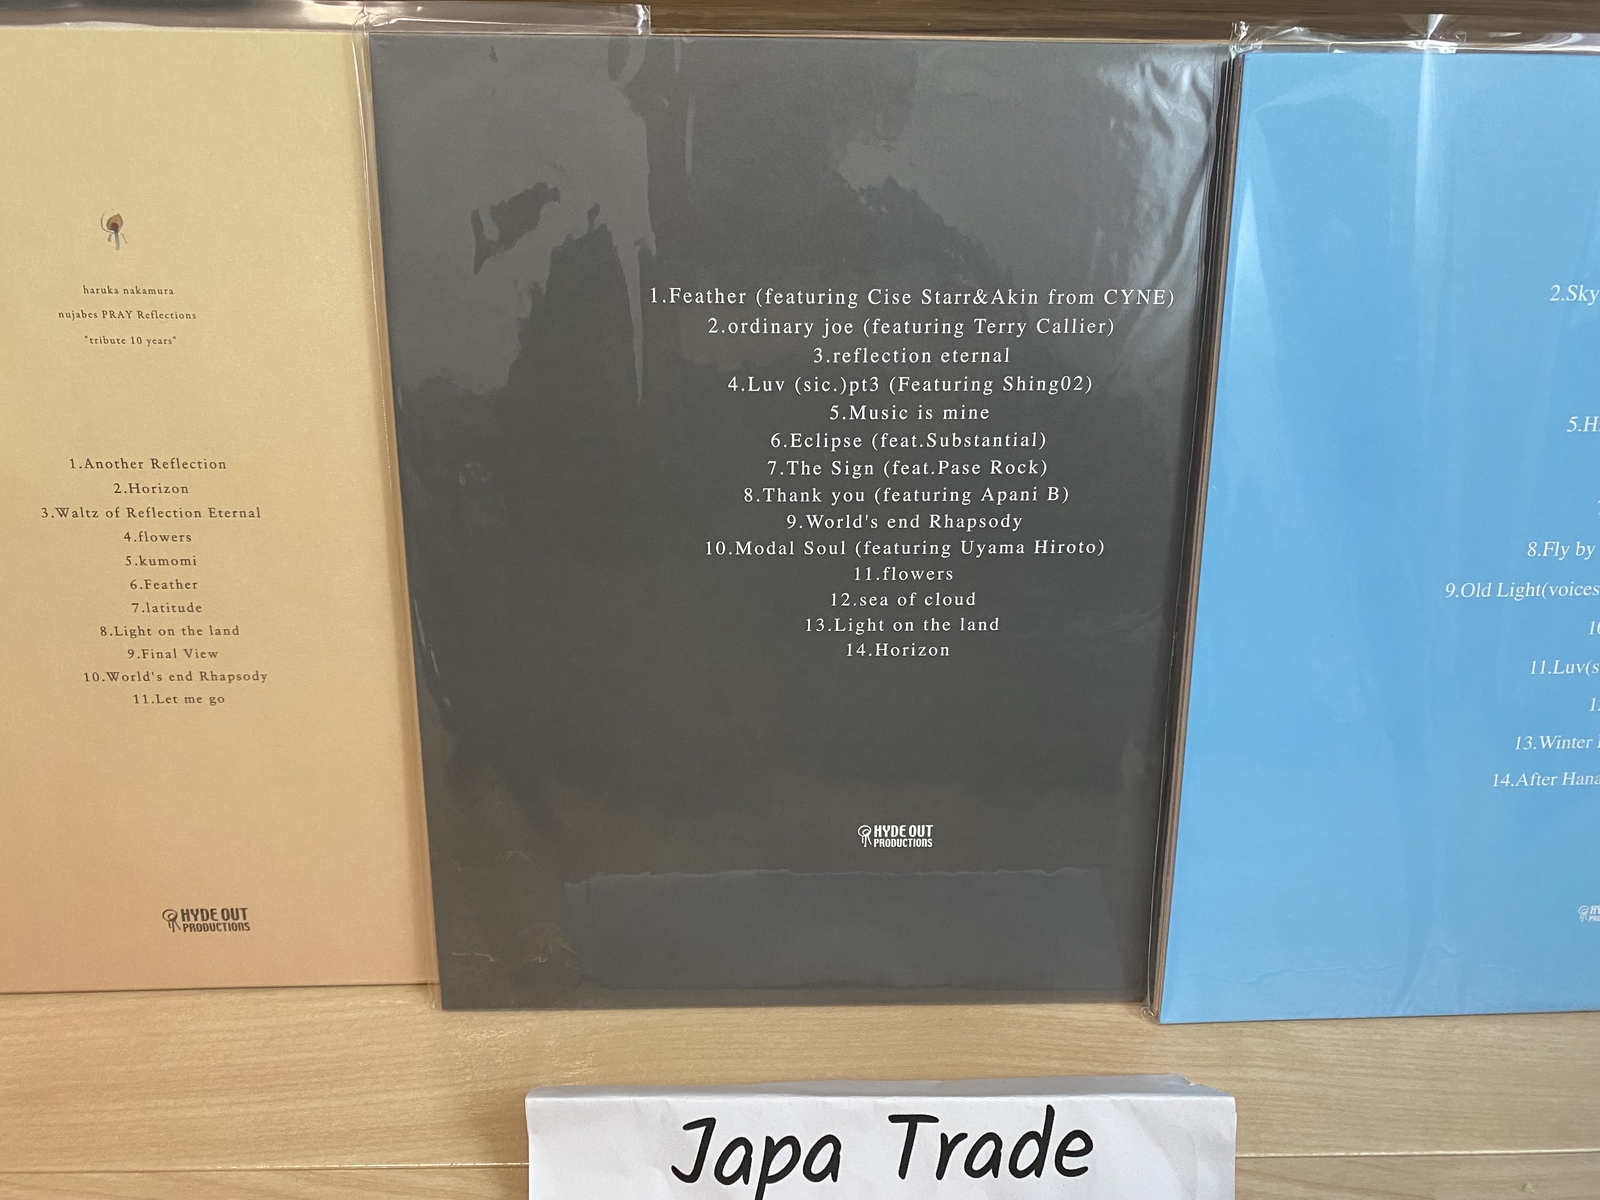 haruka nakamura
nujabes PRAY Reflections
"tribute 10 years"
1.Another Reflection
2.Horizon
3.Waltz of Reflection Eternal
4.flowers
5.kumomi
6.Feather
7.latitude
8.Light on the land
9.Final View
10.World's end Rhapsody
11.Let me go
HYDE OUT
PRODUCTIONS
1.Feather (featuring Cise Starr&Akin from CYNE)
2.ordinary joe (featuring Terry Callier)
3.reflection eternal
4.Luv (sic.)pt3 (Featuring Shing02)
5.Music is mine
6.Eclipse (feat.Substantial)
7.The Sign (feat.Pase Rock)
8.Thank you (featuring Apani B)
9.World's end Rhapsody
10.Modal Soul (featuring Uyama Hiroto)
11.flowers
12.sea of cloud
13.Light on the land
14.Horizon
HYDE OUT
PRODUCTIONS
2.Sky
5.H
8.Fly by
9.Old Light(voices
11.Luv(s
13.Winter
14.After Hana
Japa Trade